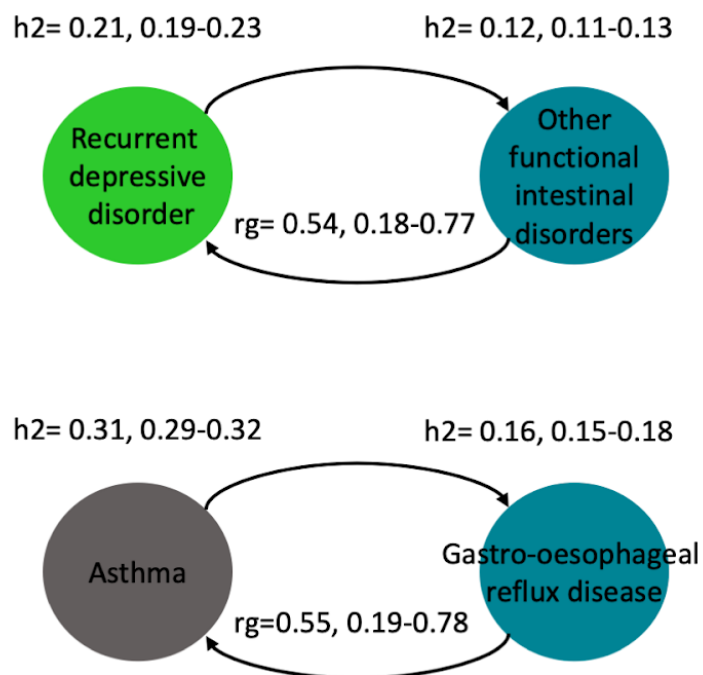 h2= 0.21, 0.19-0.23
h2= 0.12, 0.11-0.13
Recurrent
depressive
disorder
Other
functional
intestinal
disorders
rg= 0.54, 0.18-0.77
h2= 0.31, 0.29-0.32
h2= 0.16, 0.15-0.18
Asthma
Gastro-oesophageal
reflux disease
rg=0.55, 0.19-0.78